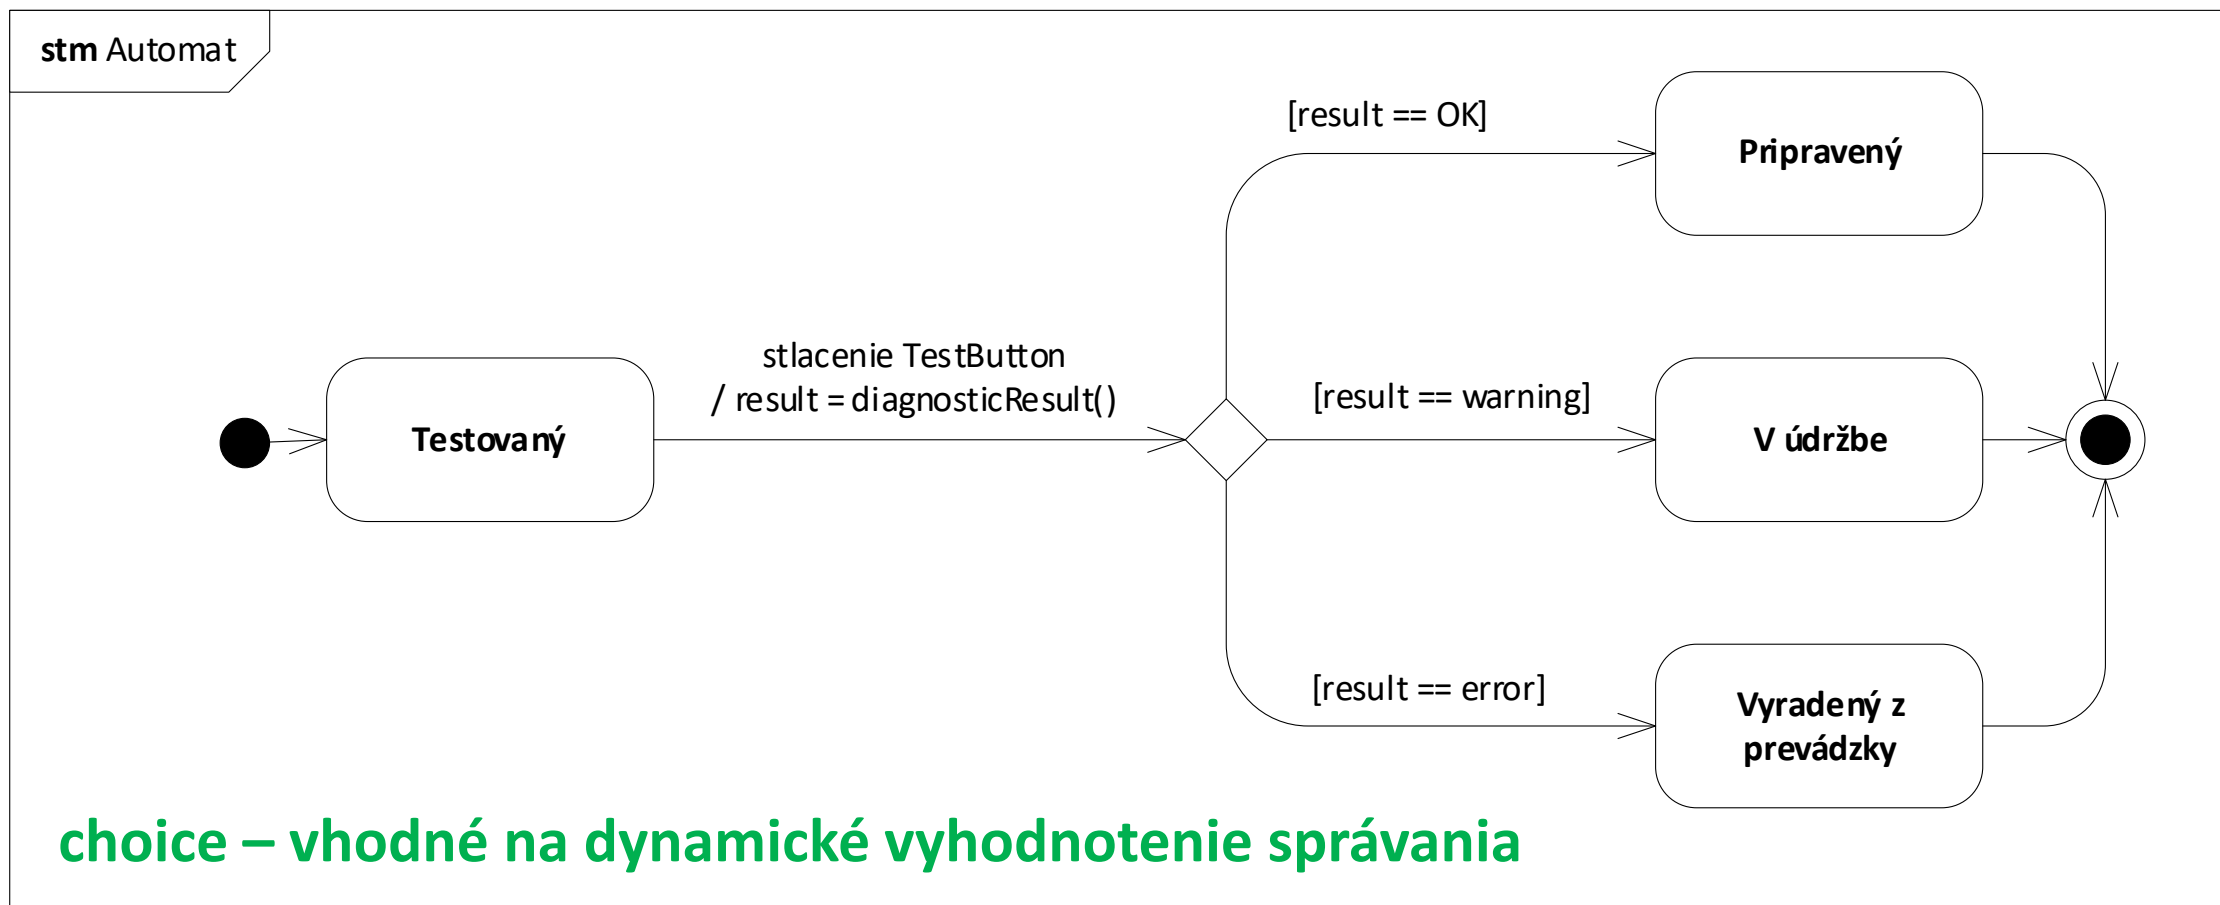 stm Automat
[result == OK]
Pripravený
stlacenie TestButton
/ result = diagnosticResult()
[result == warning]
Testovaný
V údržbe
[result == error]
Vyradený z
prevádzky
choice – vhodné na dynamické vyhodnotenie správania